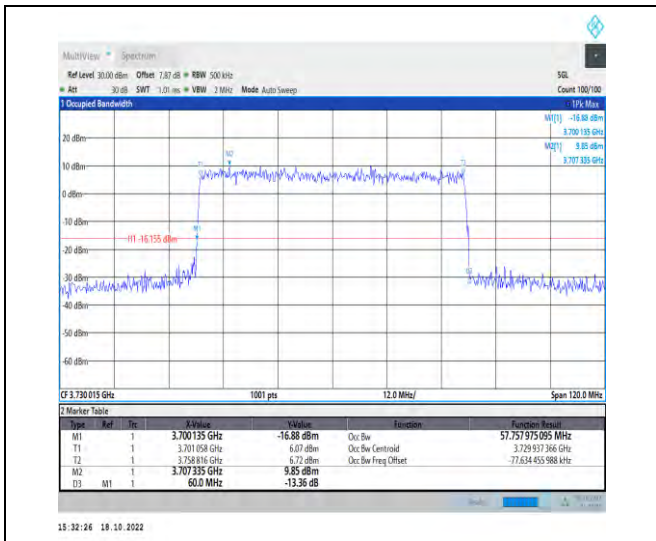 MultiView Spectrum
Ref Level 30.00 dBm Offset 7.87 dB RBW 500 kHz SGL
Att 30 dB SWT 1.01 ms VBW 2 MHz Mode Auto Sweep Count 100/100
1 Occupied Bandwidth 1Pk Max
M1[1] -16.88 dBm
3.700 135 GHz
M2[1] 9.85 dBm
3.707 335 GHz
20 dBm
10 dBm
M2
0 dBm
-10 dBm
M1
H1 -16.155 dBm
-20 dBm
-30 dBm
-40 dBm
-50 dBm
-60 dBm
CF 3.730 015 GHz 1001 pts 12.0 MHz/ Span 120.0 MHz
2 Marker Table
Type Ref Trc X-Value Y-Value Function Function Result
M1 1 3.700 135 GHz -16.88 dBm Occ Bw 57.757 975 095 MHz
T1 1 3.701 058 GHz 6.07 dBm Occ Bw Centroid 3.729 937 366 GHz
T2 1 3.758 816 GHz 6.72 dBm Occ Bw Freq Offset -77.634 455 988 kHz
M2 1 3.707 335 GHz 9.85 dBm
D3 M1 1 60.0 MHz -13.36 dB
15:32:26 18.10.2022